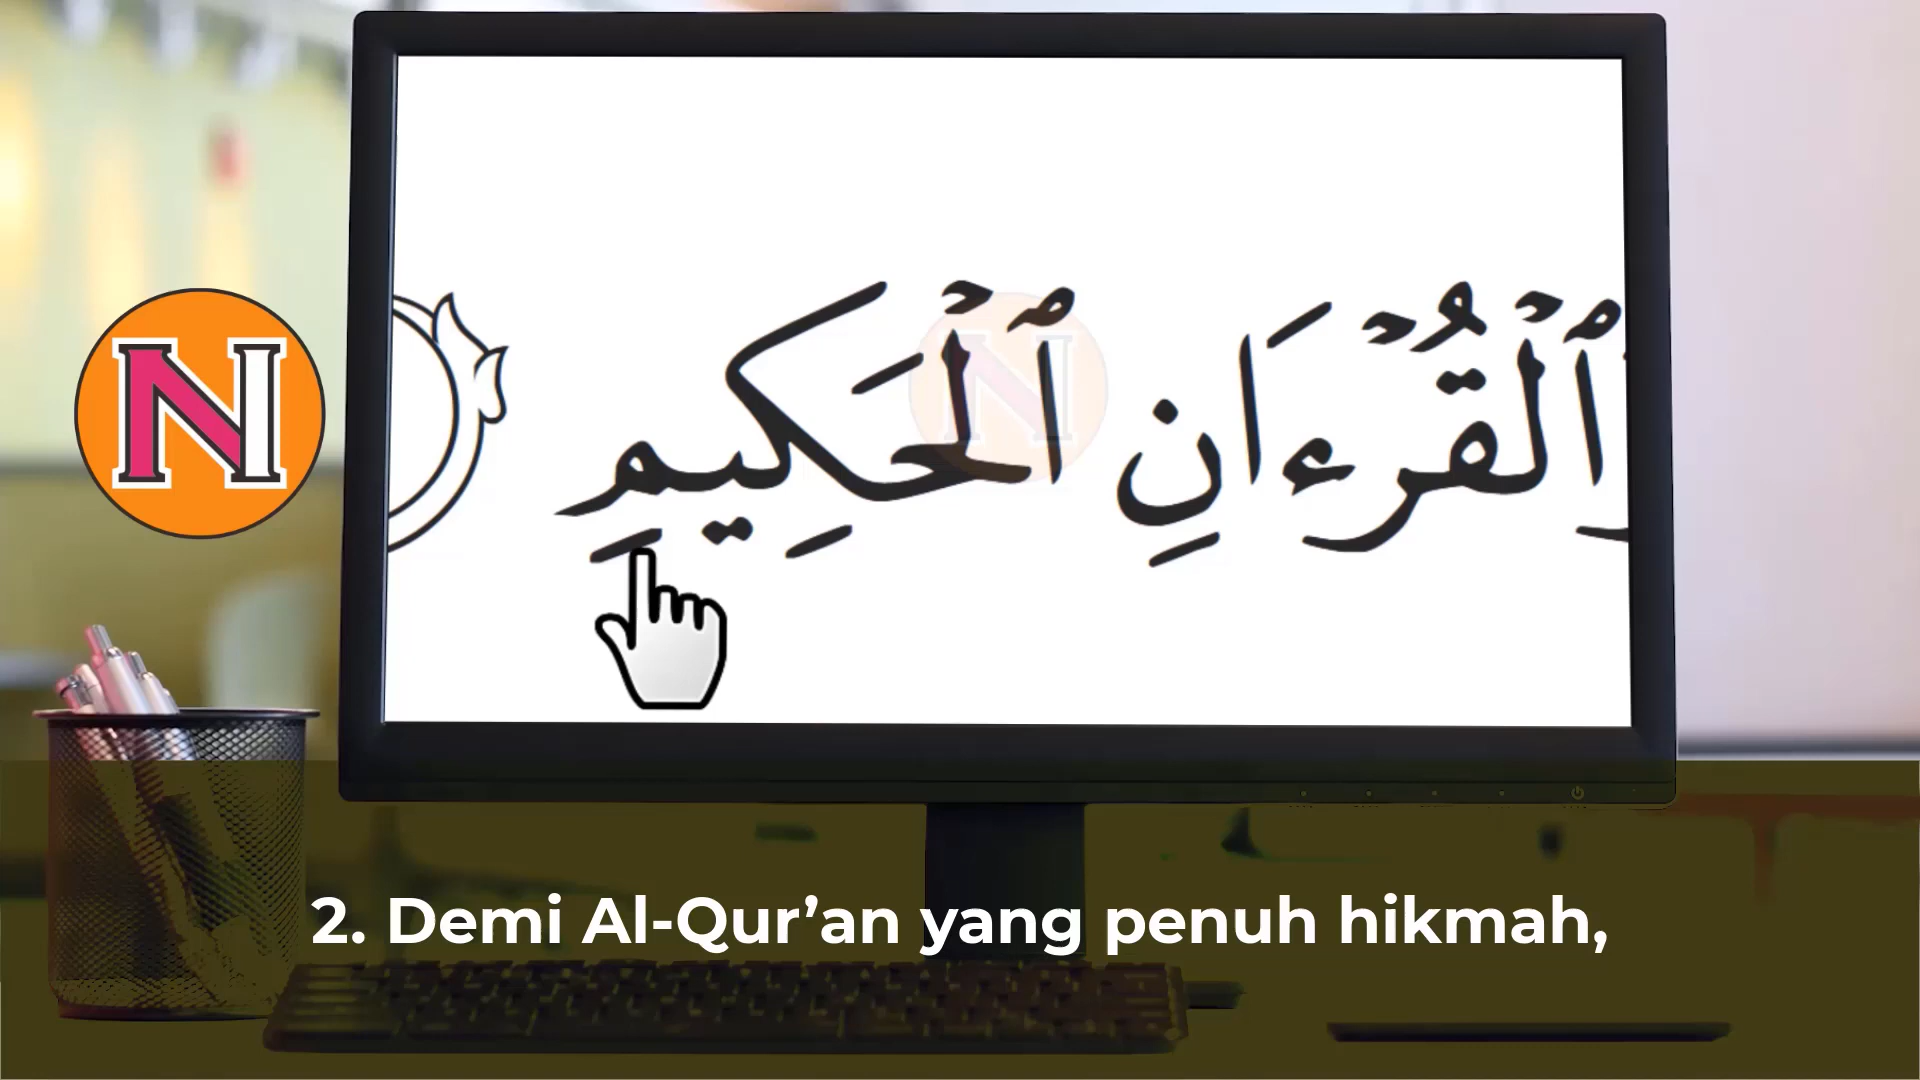 ٱلْقُرْءَانِ ٱلْحَكِيمِ
N
2. Demi Al-Qur’an yang penuh hikmah,